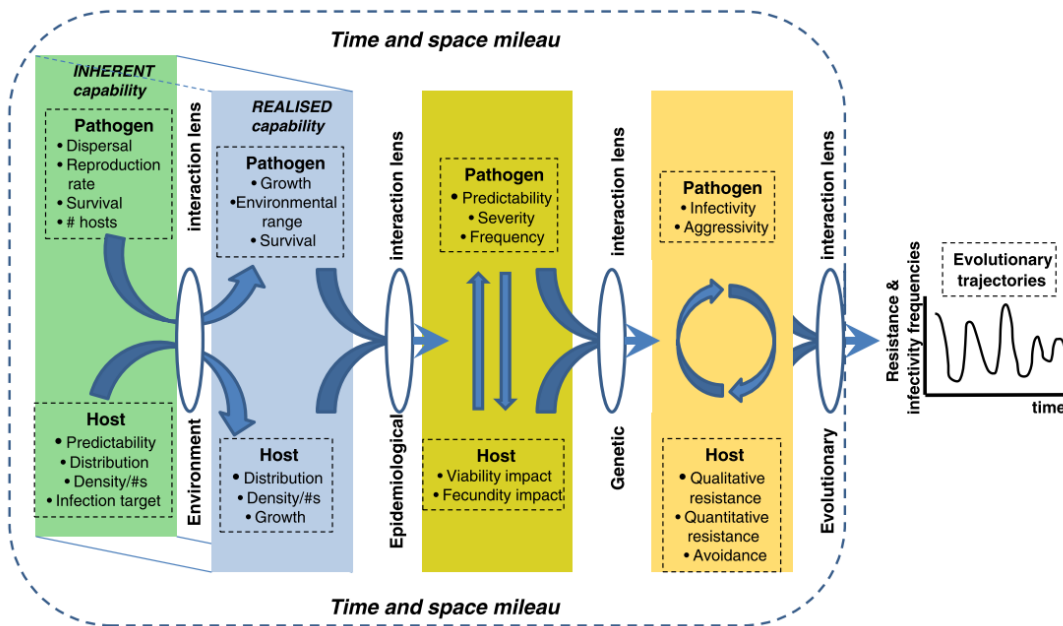 Time and space mileau
INHERENT
capability
Pathogen
• Dispersal
• Reproduction
rate
• Survival
• # hosts
Host
• Predictability
• Distribution
• Density/#s
• Infection target
interaction lens
Environment
REALISED
capability
Pathogen
• Growth
•Environmental
range
• Survival
Host
• Distribution
• Density/#s
• Growth
interaction lens
Epidemiological
Pathogen
• Predictability
• Severity
• Frequency
Host
• Viability impact
• Fecundity impact
interaction lens
Genetic
Pathogen
• Infectivity
• Aggressivity
Host
• Qualitative
resistance
• Quantitative
resistance
• Avoidance
interaction lens
Evolutionary
Evolutionary
trajectories
Resistance &
infectivity frequencies
time
Time and space mileau